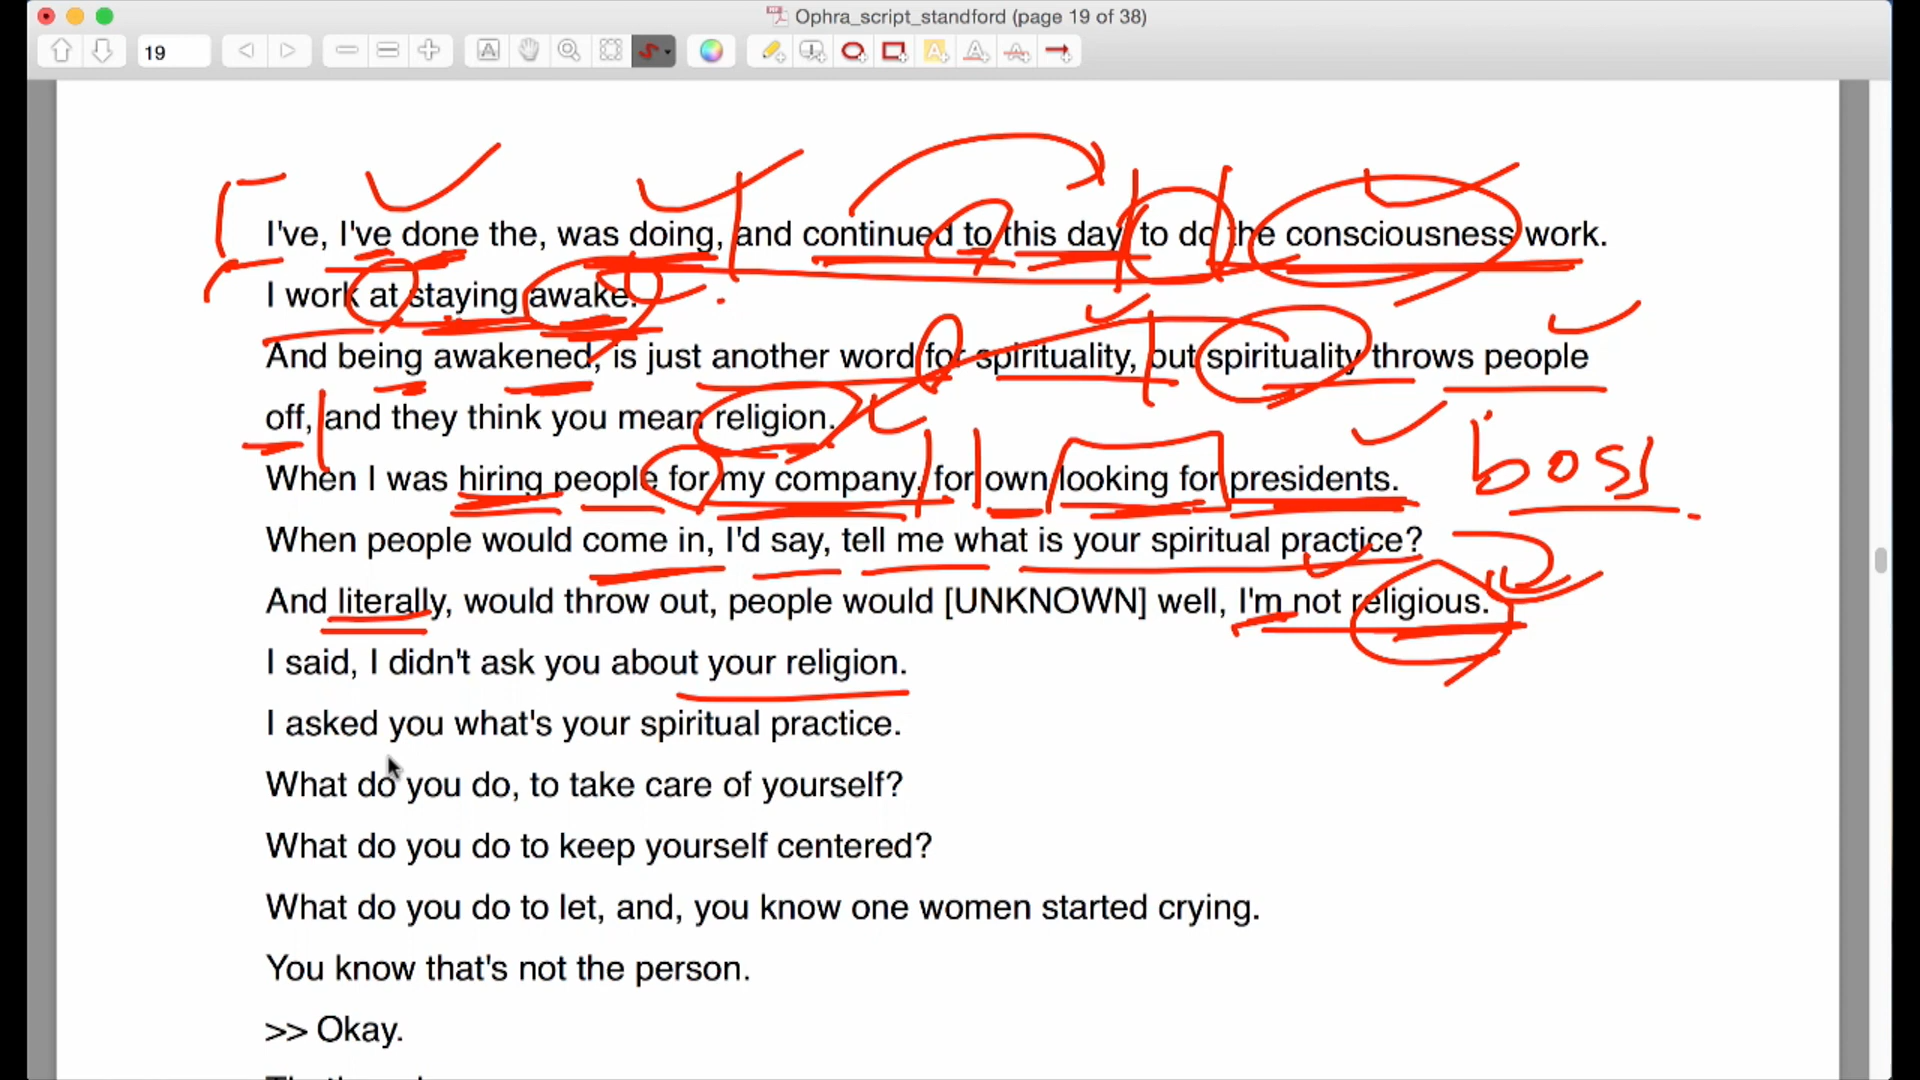 Ophra_script_standford (page 19 of 38)
19
I've, I've done the, was doing, and continued to this day to do the consciousness work.
I work at staying awake.
And being awakened, is just another word for spirituality, but spirituality throws people
off, and they think you mean religion.
When I was hiring people for my company, for own looking for presidents.
boss
When people would come in, I'd say, tell me what is your spiritual practice?
And literally, would throw out, people would [UNKNOWN] well, I'm not religious.
I said, I didn't ask you about your religion.
I asked you what's your spiritual practice.
What do you do, to take care of yourself?
What do you do to keep yourself centered?
What do you do to let, and, you know one women started crying.
You know that's not the person.
>> Okay.